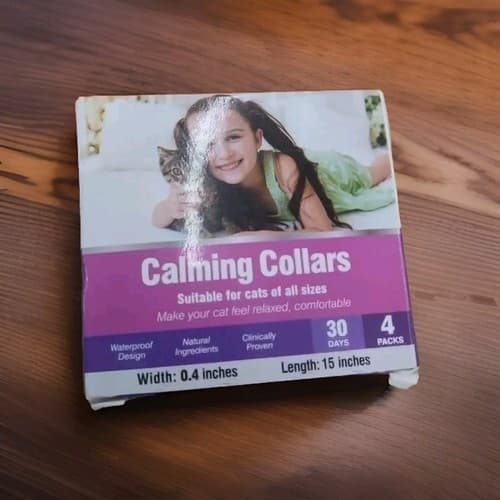 Calming Collars
Suitable for cats of all sizes
Make your cat feel relaxed, comfortable
Waterproof
Design
Natural
Ingredients
Clinically
Proven
30
DAYS
4
PACKS
Width: 0.4 inches
Length: 15 inches